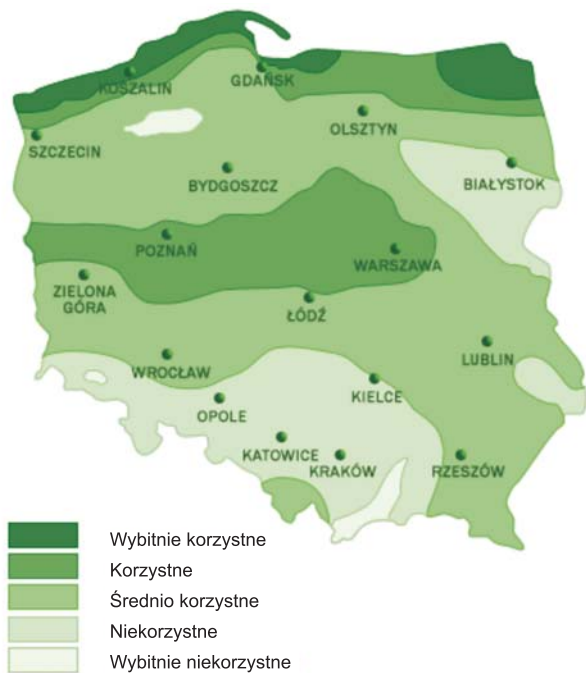 KOSZALIN
GDAŃSK
OLSZTYN
SZCZECIN
BYDGOSZCZ
BIAŁYSTOK
POZNAŃ
WARSZAWA
ZIELONA
GÓRA
ŁÓDŹ
LUBLIN
WROCŁAW
KIELCE
OPOLE
KATOWICE
KRAKÓW
RZESZÓW
Wybitnie korzystne
Korzystne
Średnio korzystne
Niekorzystne
Wybitnie niekorzystne